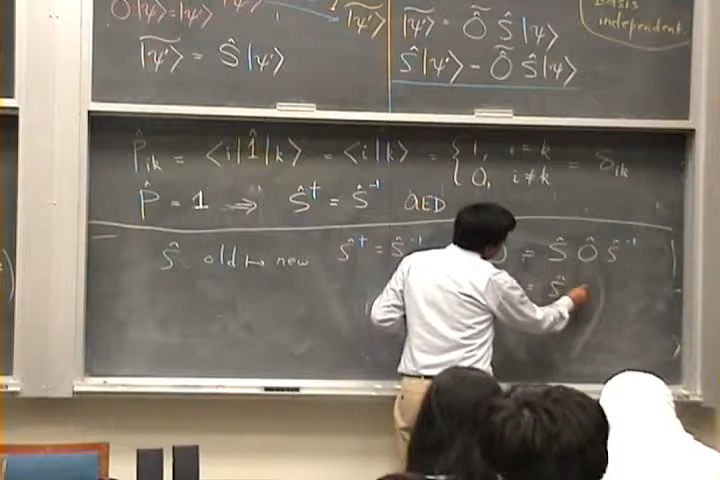 Ô|ψ⟩=|ψ'⟩
|ψ'⟩~ = Ŝ|ψ'⟩
|ψ'⟩~
|ψ'⟩~ = Õ Ŝ|ψ⟩
Ŝ|ψ'⟩ = Õ Ŝ|ψ⟩
Basis
independent
P̂ik = ⟨i|1̂|k⟩ = ⟨i|k⟩ = { 1, i=k
0, i≠k = δik
P̂ = 1 ⇒ Ŝ† = Ŝ⁻¹ QED
Ŝ old ↦ new Ŝ† = Ŝ⁻¹ = Ŝ Ô Ŝ⁻¹
= Ŝ